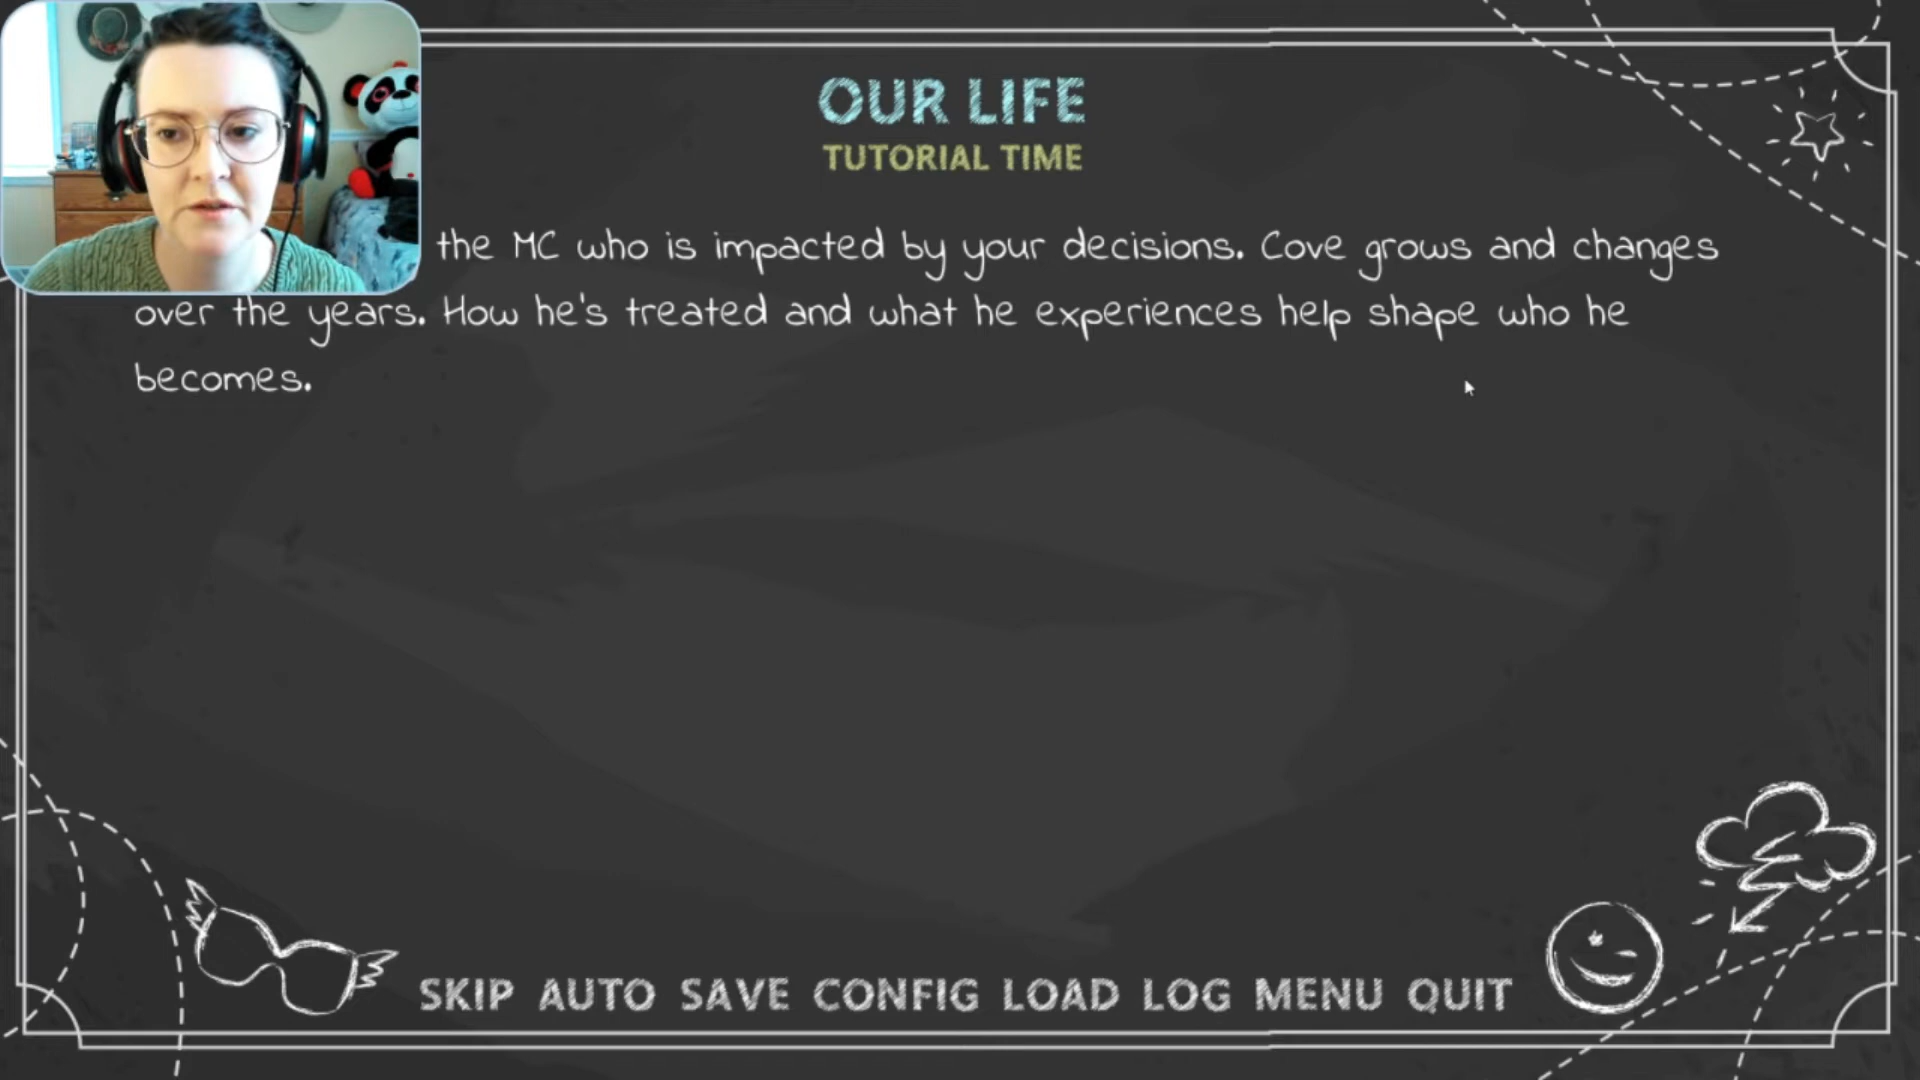 OUR LIFE
TUTORIAL TIME
the MC who is impacted by your decisions. Cove grows and changes
over the years. How he's treated and what he experiences help shape who he
becomes.
SKIP AUTO SAVE CONFIG LOAD LOG MENU QUIT